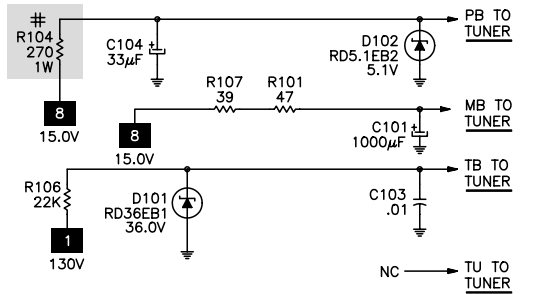 #
R104
270
1W
8
15.0V
C104
+
33µF
D102
RD5.1EB2
5.1V
PB TO
TUNER
8
15.0V
R107
39
R101
47
C101
+
1000µF
MB TO
TUNER
R106
22K
1
130V
D101
RD36EB1
36.0V
C103
.01
TB TO
TUNER
NC
TU TO
TUNER